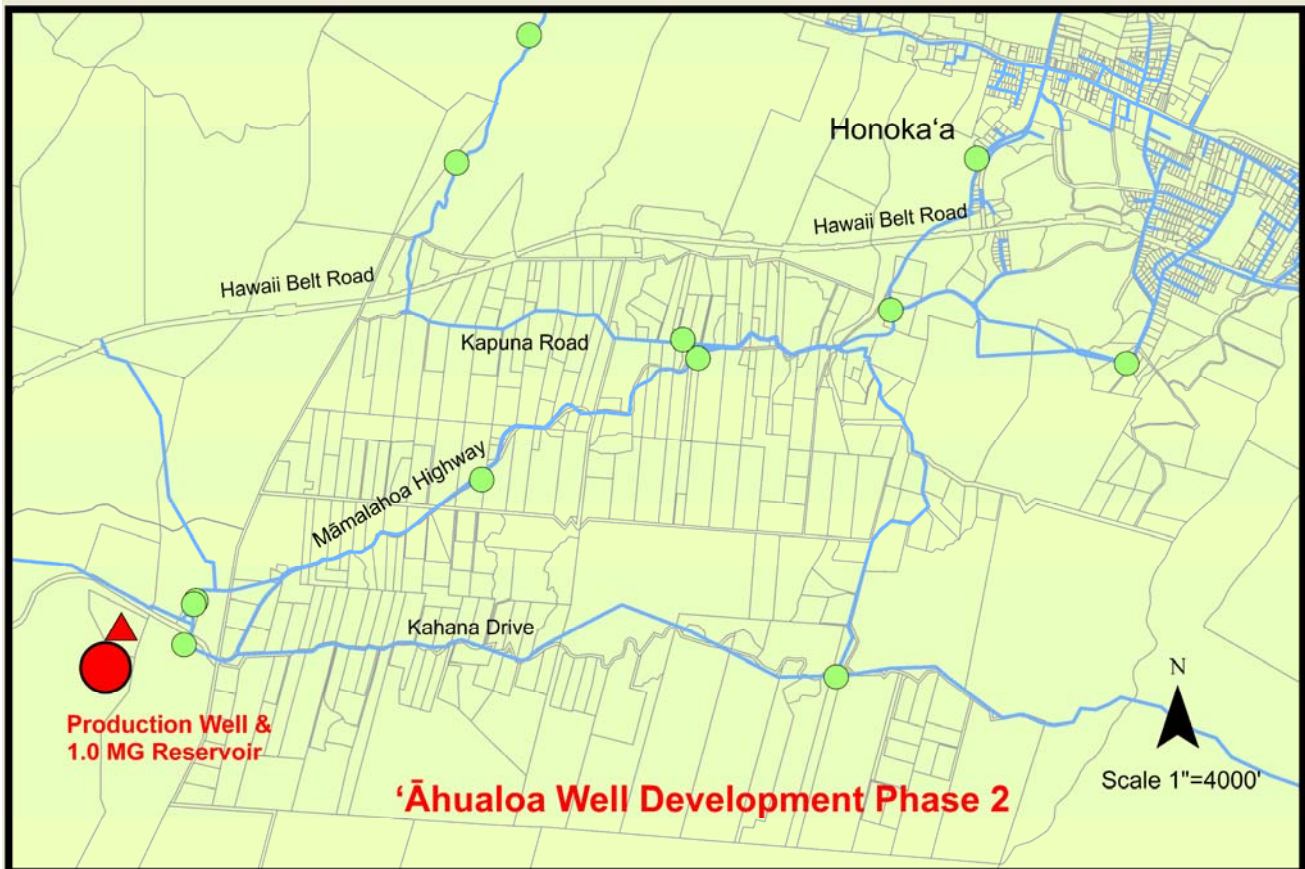 Honoka‘a
Hawaii Belt Road
Hawaii Belt Road
Kapuna Road
Māmalahoa Highway
Kahana Drive
N
Production Well &
1.0 MG Reservoir
Scale 1"=4000'
‘Āhualoa Well Development Phase 2